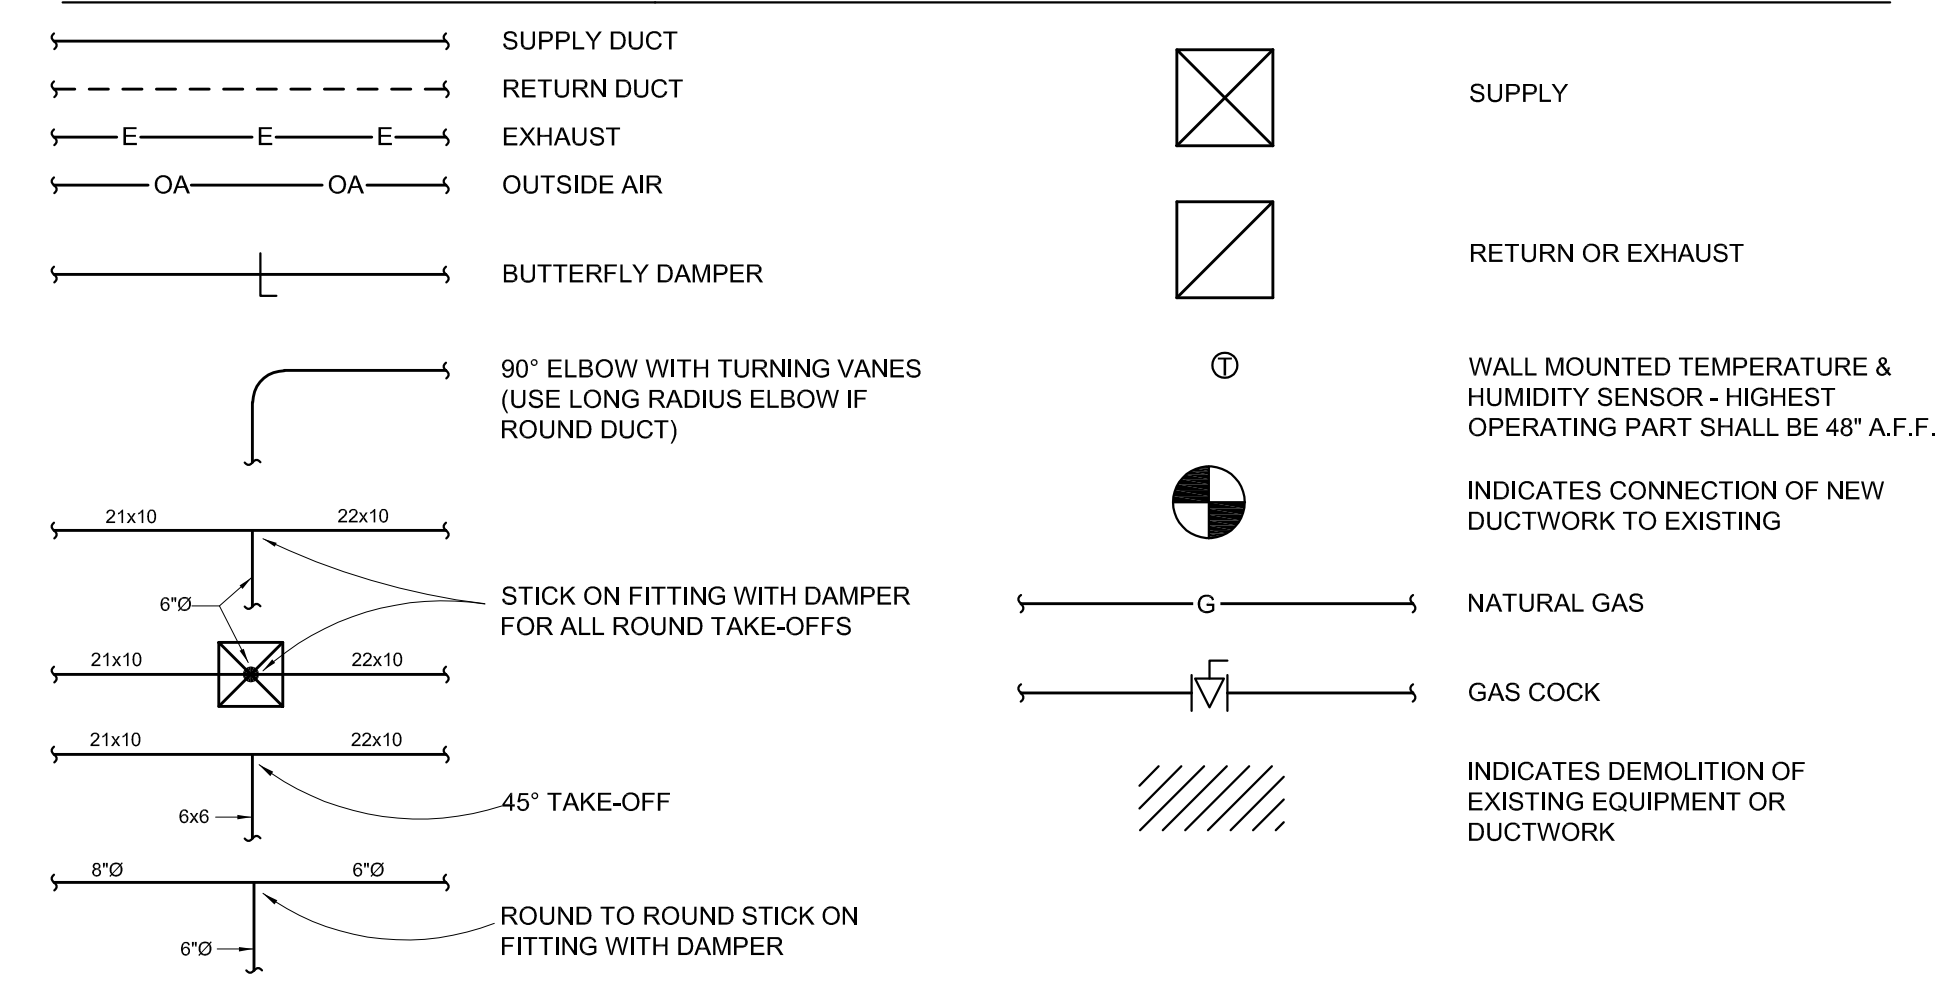 SUPPLY DUCT
RETURN DUCT
E E E EXHAUST
OA OA OUTSIDE AIR
BUTTERFLY DAMPER
90° ELBOW WITH TURNING VANES
(USE LONG RADIUS ELBOW IF
ROUND DUCT)
21x10 22x10
6"Ø
STICK ON FITTING WITH DAMPER
FOR ALL ROUND TAKE-OFFS
21x10 22x10
21x10 22x10
6x6
45° TAKE-OFF
8"Ø 6"Ø
6"Ø
ROUND TO ROUND STICK ON
FITTING WITH DAMPER
SUPPLY
RETURN OR EXHAUST
T
WALL MOUNTED TEMPERATURE &
HUMIDITY SENSOR - HIGHEST
OPERATING PART SHALL BE 48" A.F.F.
INDICATES CONNECTION OF NEW
DUCTWORK TO EXISTING
G NATURAL GAS
GAS COCK
INDICATES DEMOLITION OF
EXISTING EQUIPMENT OR
DUCTWORK